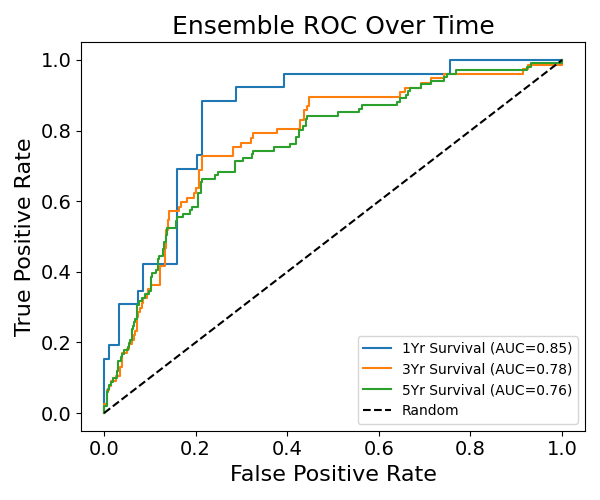 Ensemble ROC Over Time
True Positive Rate
1.0
0.8
0.6
0.4
0.2
0.0
0.0 0.2 0.4 0.6 0.8 1.0
False Positive Rate
1Yr Survival (AUC=0.85)
3Yr Survival (AUC=0.78)
5Yr Survival (AUC=0.76)
Random